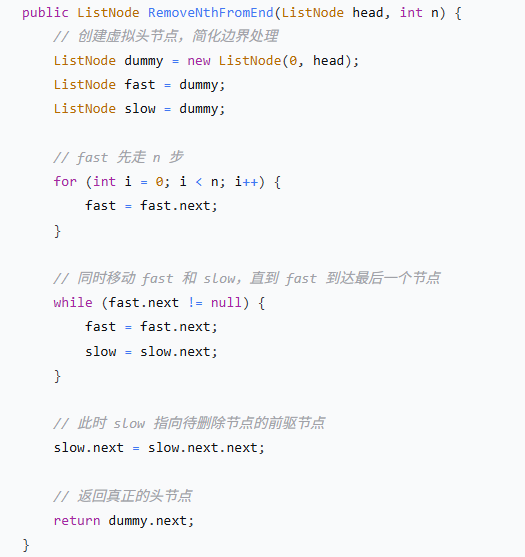 public ListNode RemoveNthFromEnd(ListNode head, int n) {
    // 创建虚拟头节点，简化边界处理
    ListNode dummy = new ListNode(0, head);
    ListNode fast = dummy;
    ListNode slow = dummy;

    // fast 先走 n 步
    for (int i = 0; i < n; i++) {
        fast = fast.next;
    }

    // 同时移动 fast 和 slow，直到 fast 到达最后一个节点
    while (fast.next != null) {
        fast = fast.next;
        slow = slow.next;
    }

    // 此时 slow 指向待删除节点的前驱节点
    slow.next = slow.next.next;

    // 返回真正的头节点
    return dummy.next;
}